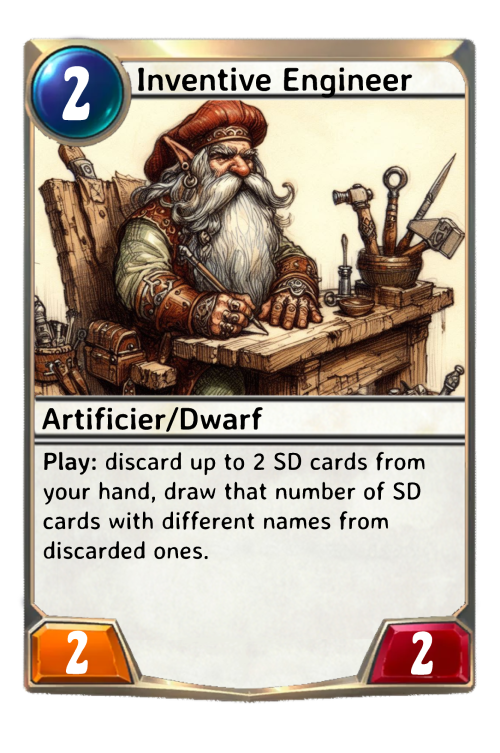 2
Inventive Engineer
Artificier/Dwarf
Play: discard up to 2 SD cards from
your hand, draw that number of SD
cards with different names from
discarded ones.
2
2